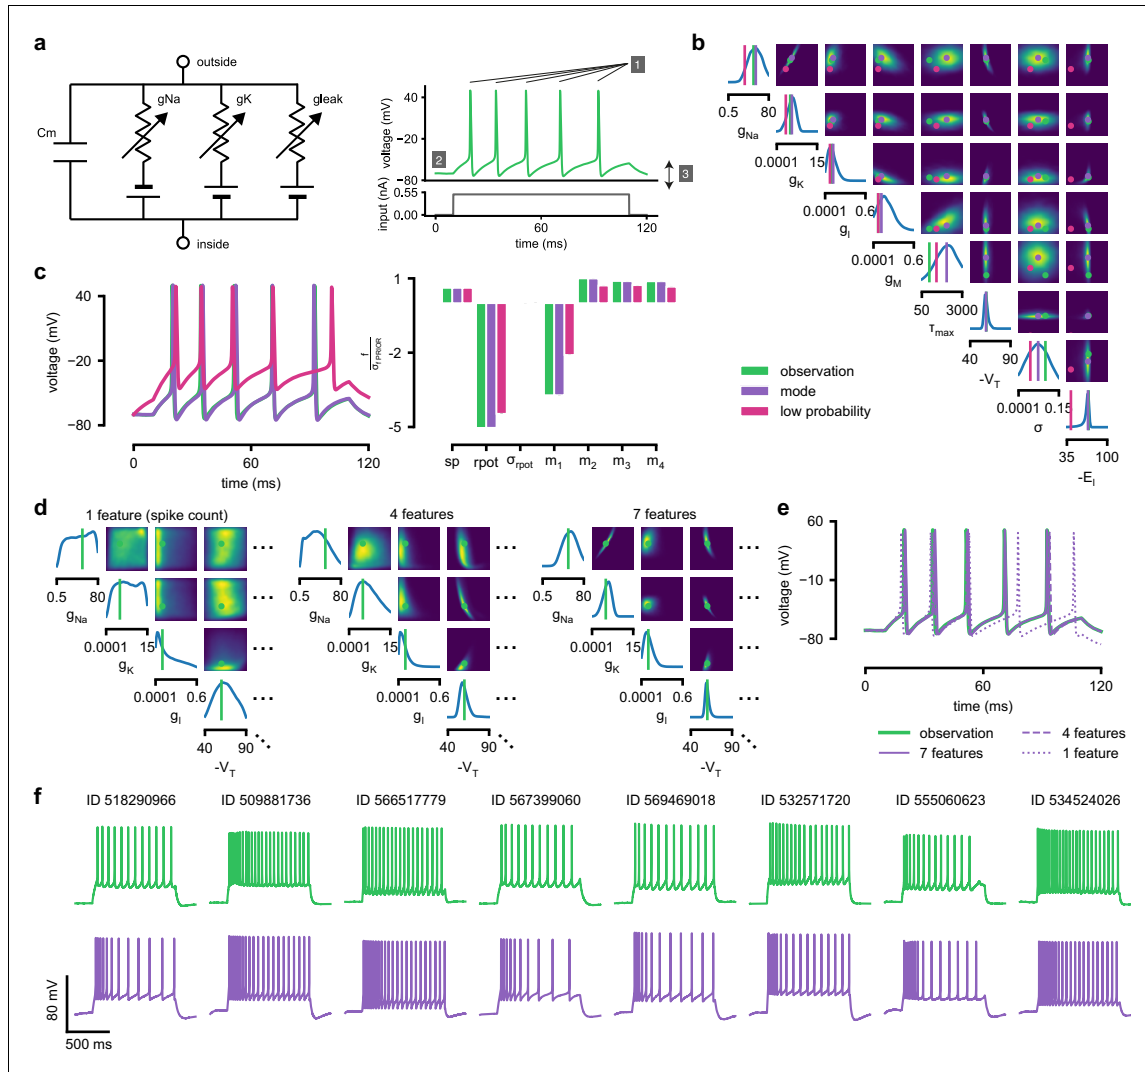 a
outside
gNa
gK
gleak
Cm
inside
1
40
−20
−80
voltage (mV)
2
3
0.55
0.00
input (nA)
0
60
120
time (ms)
b
0.5
80
gNa
0.0001
15
gK
0.0001
0.6
gl
0.0001
0.6
gM
50
3000
τmax
40
90
-VT
0.0001
0.15
σ
35
100
-El
c
40
−20
−80
voltage (mV)
0
60
120
time (ms)
1
-2
-5
f
σf PRIOR
sp
rpot
σrpot
m1
m2
m3
m4
observation
mode
low probability
d
1 feature (spike count)
0.5
80
gNa
0.0001
15
gK
0.0001
0.6
gl
40
90
-VT
4 features
0.5
80
gNa
0.0001
15
gK
0.0001
0.6
gl
40
90
-VT
7 features
0.5
80
gNa
0.0001
15
gK
0.0001
0.6
gl
40
90
-VT
e
60
−10
−80
voltage (mV)
0
60
120
time (ms)
observation
4 features
7 features
1 feature
f
ID 518290966
ID 509881736
ID 566517779
ID 567399060
ID 569469018
ID 532571720
ID 555060623
ID 534524026
80 mV
500 ms